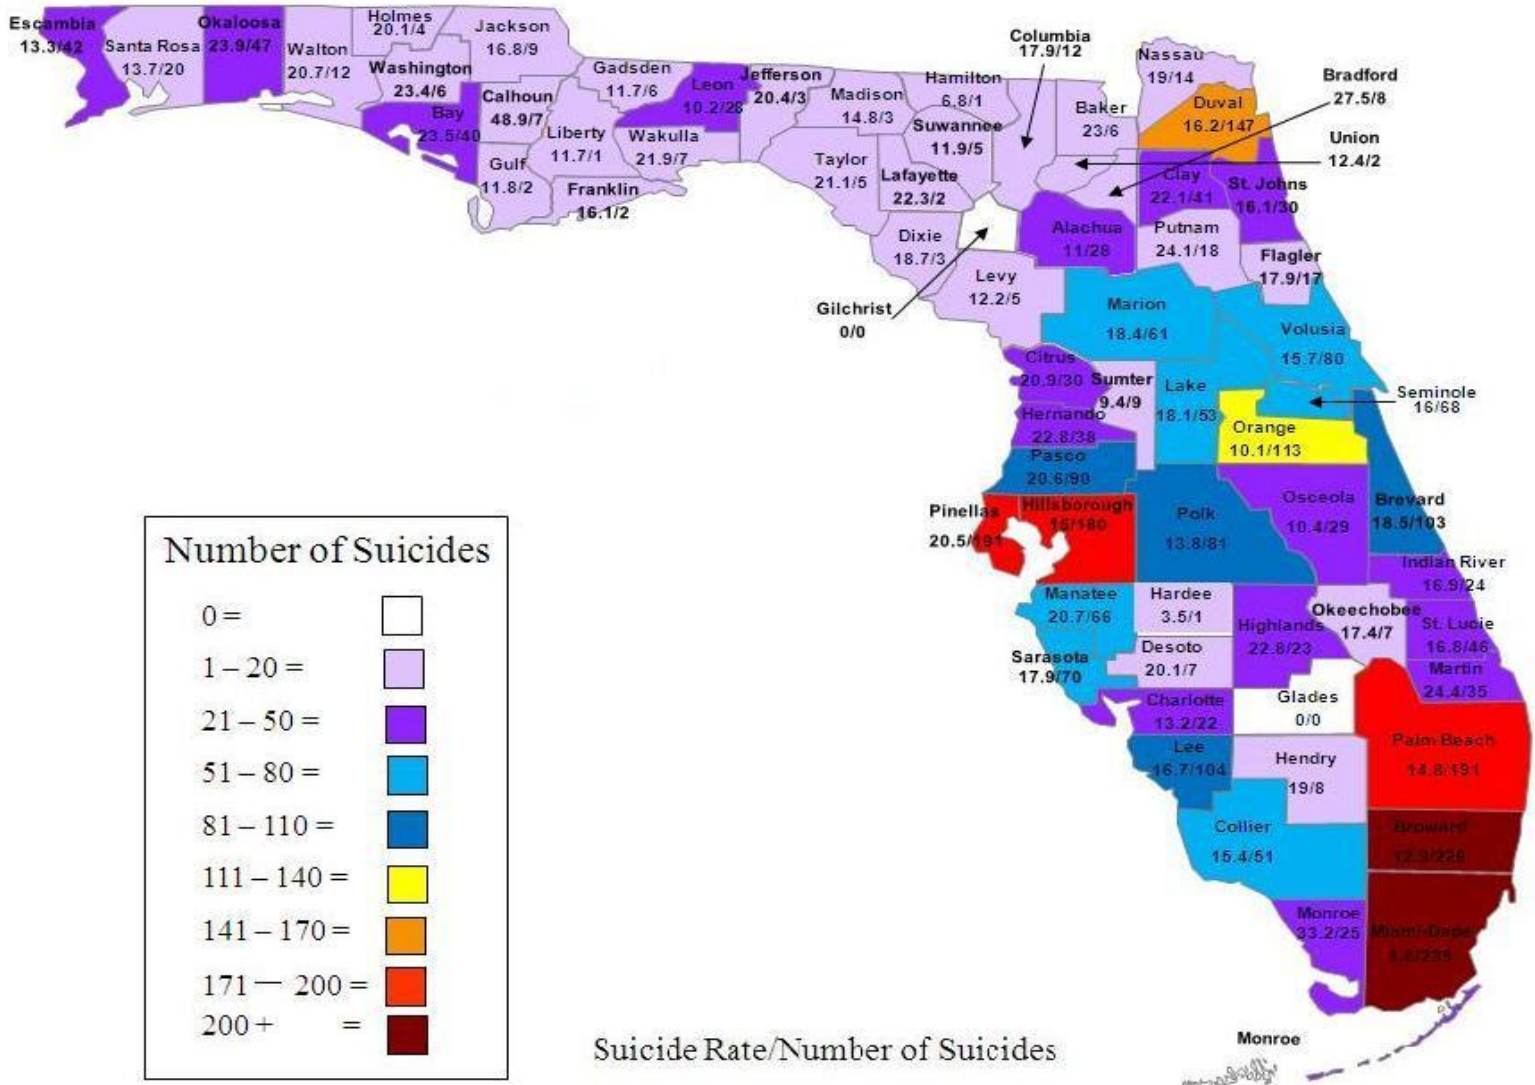 Escambia
13.3/42
Santa Rosa
13.7/20
Okaloosa
23.9/47
Walton
20.7/12
Holmes
20.1/4
Washington
23.4/6
Jackson
16.8/9
Bay
23.5/40
Calhoun
48.9/7
Gulf
11.8/2
Liberty
11.7/1
Franklin
16.1/2
Gadsden
11.7/6
Wakulla
21.9/7
Leon
10.2/28
Jefferson
20.4/3
Madison
14.8/3
Taylor
21.1/5
Hamilton
6.8/1
Suwannee
11.9/5
Lafayette
22.3/2
Dixie
18.7/3
Columbia
17.9/12
Baker
23/6
Nassau
19/14
Duval
16.2/147
Bradford
27.5/8
Union
12.4/2
Clay
22.1/41
St. Johns
16.1/30
Alachua
11/28
Putnam
24.1/18
Flagler
17.9/17
Gilchrist
0/0
Levy
12.2/5
Marion
18.4/61
Volusia
15.7/80
Citrus
20.9/30
Sumter
9.4/9
Lake
18.1/53
Seminole
16/68
Hernando
22.8/38
Orange
10.1/113
Pasco
20.6/90
Pinellas
20.5/191
Hillsborough
15/180
Polk
13.8/81
Osceola
10.4/29
Brevard
18.5/103
Indian River
16.9/24
Manatee
20.7/66
Hardee
3.5/1
Highlands
22.8/23
Okeechobee
17.4/7
St. Lucie
16.8/46
Sarasota
17.9/70
Desoto
20.1/7
Martin
24.4/35
Charlotte
13.2/22
Glades
0/0
Lee
16.7/104
Hendry
19/8
Palm Beach
14.8/191
Collier
15.4/51
Broward
Monroe
33.2/25
Miami-Dade
Monroe
Number of Suicides
0 =
1 – 20 =
21 – 50 =
51 – 80 =
81 – 110 =
111 – 140 =
141 – 170 =
171 — 200 =
200 + =
Suicide Rate/Number of Suicides